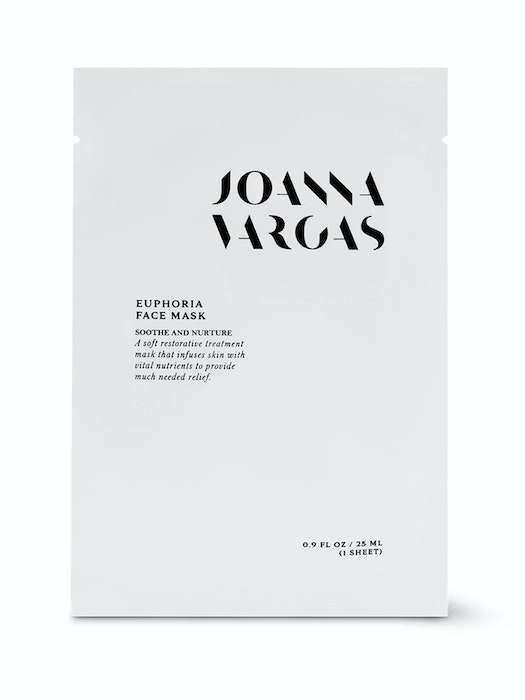 JOANNA
VARGAS
EUPHORIA
FACE MASK
SOOTHE AND NURTURE
A soft restorative treatment
mask that infuses skin with
vital nutrients to provide
much needed relief.
0.9 FL OZ / 25 ML
(1 SHEET)